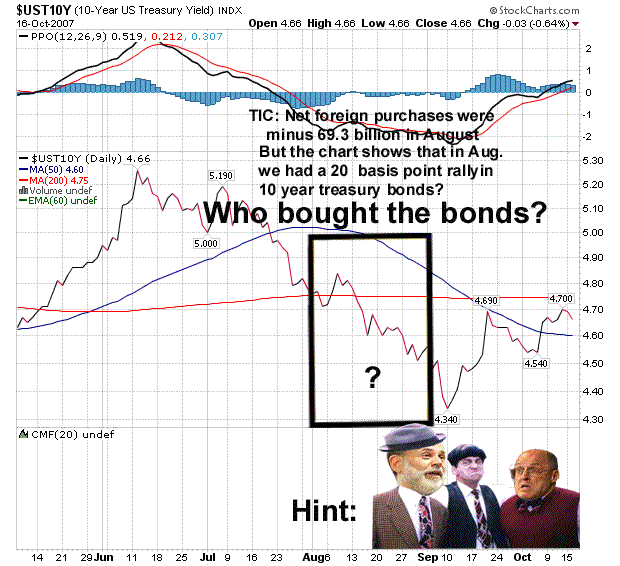 $UST10Y (10-Year US Treasury Yield) INDX
© StockCharts.com
16-Oct-2007
Open 4.66 High 4.66 Low 4.66 Close 4.66 Chg -0.03 (-0.64%)
PPO(12,26,9) 0.519, 0.212, 0.307
2
1
0
-1
-2
TIC: Net foreign purchases were
minus 69.3 billion in August
But the chart shows that in Aug.
we had a 20 basis point rally in
10 year treasury bonds?
Who bought the bonds?
$UST10Y (Daily) 4.66
MA(50) 4.60
MA(200) 4.75
Volume undef
EMA(60) undef
5.190
5.000
4.690
4.700
4.540
4.340
5.30
5.20
5.10
5.00
4.90
4.80
4.70
4.60
4.50
4.40
4.30
?
CMF(20) undef
Hint:
14 21 29 Jun 11 18 25 Jul 9 16 23 Aug 6 13 20 27 Sep 10 17 24 Oct 9 15